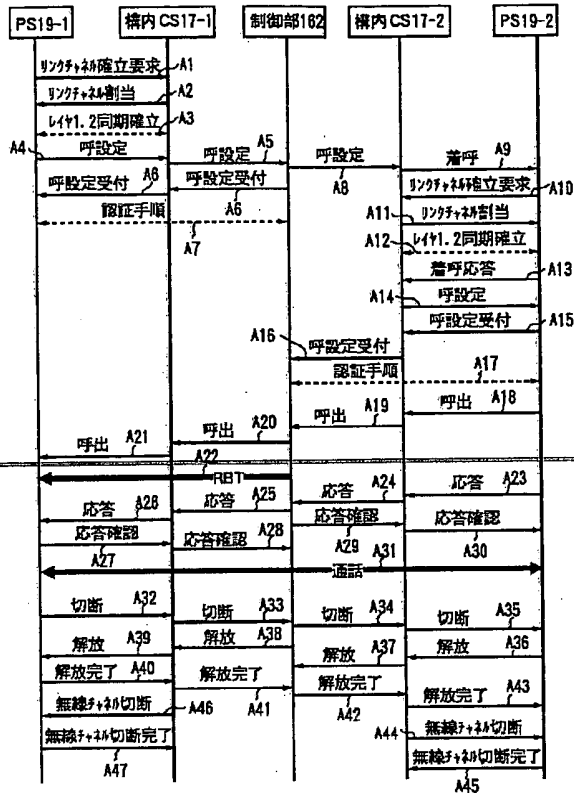 PS19-1 構内CS17-1 制御部162 構内CS17-2 PS19-2
リンクチャネル確立要求 A1
リンクチャネル割当 A2
レイヤ1.2同期確立 A3
A4 呼設定 呼設定 A5 呼設定 A8 着呼 A9
呼設定受付 A6 呼設定受付 A6 リンクチャネル確立要求 A10
認証手順 A7 A11 リンクチャネル割当
A12 レイヤ1.2同期確立
着呼応答 A13
A14 呼設定
呼設定受付 A15
A16 呼設定受付
認証手順 A17
呼出 A18
呼出 A19
呼出 A20
呼出 A21
A22
RBT
応答 A23
応答 A24
応答 A25
応答 A26
応答確認 A27
応答確認 A28
応答確認 A29
応答確認 A30
通話 A31
切断 A32 切断 A33 切断 A34 切断 A35
解放 A39 解放 A38 解放 A37 解放 A36
解放完了 A40 解放完了 A41 解放完了 A42 解放完了 A43
無線チャネル切断 A46 A44 無線チャネル切断
無線チャネル切断完了 A47 無線チャネル切断完了 A45